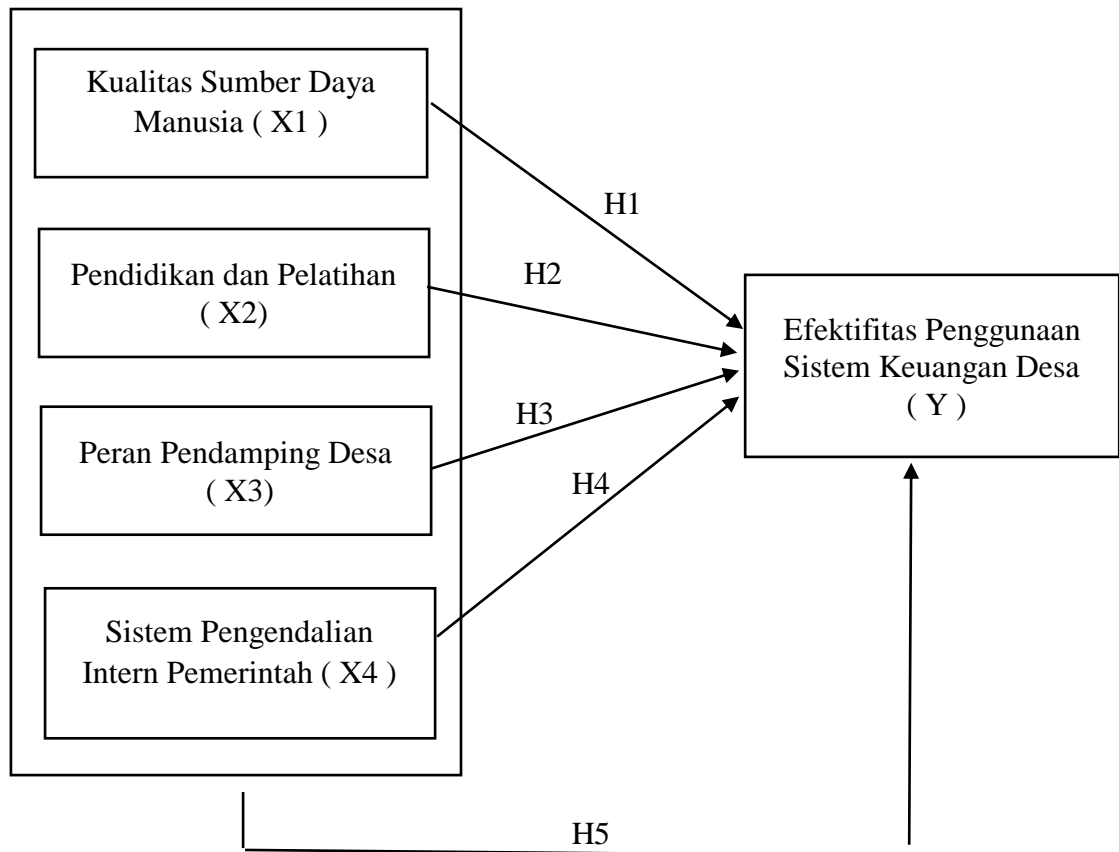 Kualitas Sumber Daya
Manusia ( X1 )
H1
Pendidikan dan Pelatihan
( X2)
H2
Efektifitas Penggunaan
Sistem Keuangan Desa
( Y )
Peran Pendamping Desa
( X3)
H3
H4
Sistem Pengendalian
Intern Pemerintah ( X4 )
H5